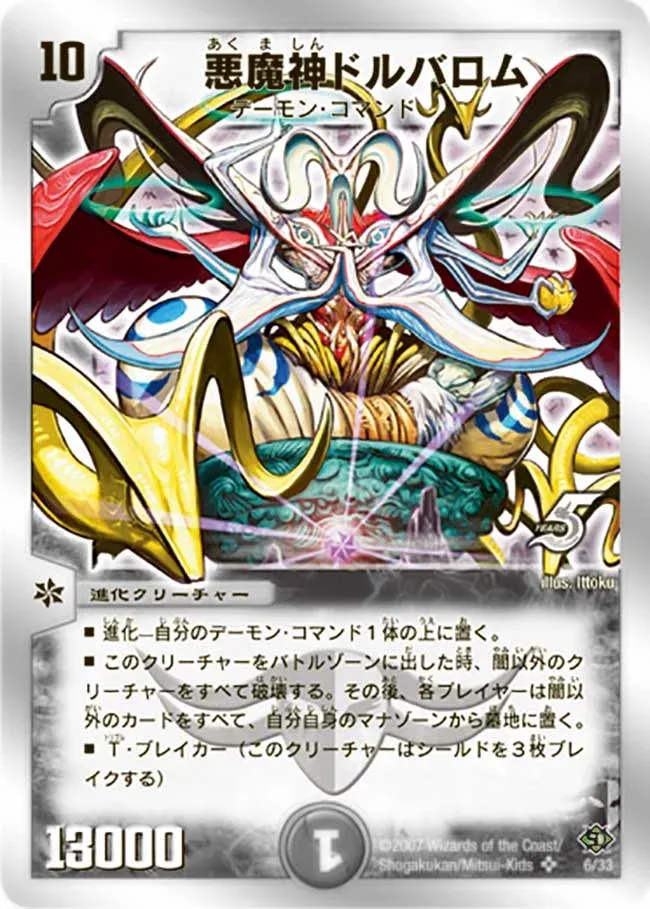 10
あくましん
悪魔神ドルバロム
デーモン・コマンド
5
YEARS
illus. Ittoku
進化クリーチャー
■ 進化—自分のデーモン・コマンド1体の上に置く。
■ このクリーチャーをバトルゾーンに出した時、闇以外のク
リーチャーをすべて破壊する。その後、各プレイヤーは闇以
外のカードをすべて、自分自身のマナゾーンから墓地に置く。
■ T・ブレイカー(このクリーチャーはシールドを3枚ブレ
イクする)
13000
1
©2007 Wizards of the Coast/
Shogakukan/Mitsui-Kids
6/33